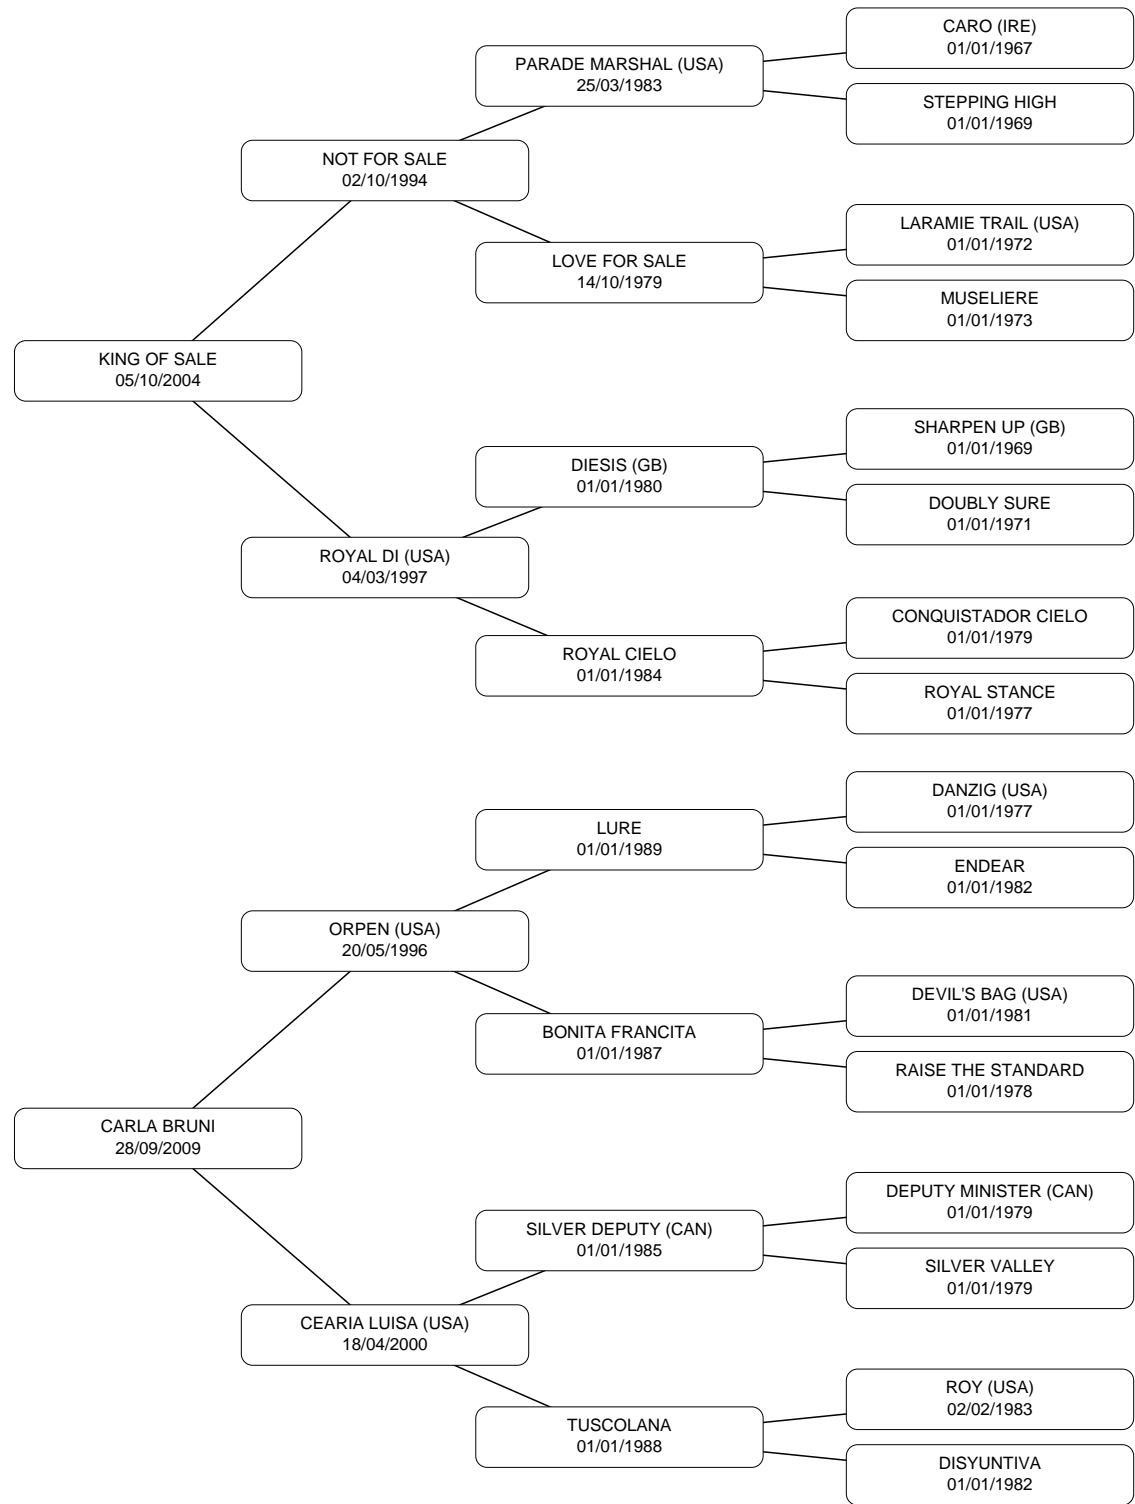 CARO (IRE)
01/01/1967
PARADE MARSHAL (USA)
25/03/1983
STEPPING HIGH
01/01/1969
NOT FOR SALE
02/10/1994
LARAMIE TRAIL (USA)
01/01/1972
LOVE FOR SALE
14/10/1979
MUSELIERE
01/01/1973
KING OF SALE
05/10/2004
SHARPEN UP (GB)
01/01/1969
DIESIS (GB)
01/01/1980
DOUBLY SURE
01/01/1971
ROYAL DI (USA)
04/03/1997
CONQUISTADOR CIELO
01/01/1979
ROYAL CIELO
01/01/1984
ROYAL STANCE
01/01/1977
DANZIG (USA)
01/01/1977
LURE
01/01/1989
ENDEAR
01/01/1982
ORPEN (USA)
20/05/1996
DEVIL'S BAG (USA)
01/01/1981
BONITA FRANCITA
01/01/1987
RAISE THE STANDARD
01/01/1978
CARLA BRUNI
28/09/2009
DEPUTY MINISTER (CAN)
01/01/1979
SILVER DEPUTY (CAN)
01/01/1985
SILVER VALLEY
01/01/1979
CEARIA LUISA (USA)
18/04/2000
ROY (USA)
02/02/1983
TUSCOLANA
01/01/1988
DISYUNTIVA
01/01/1982